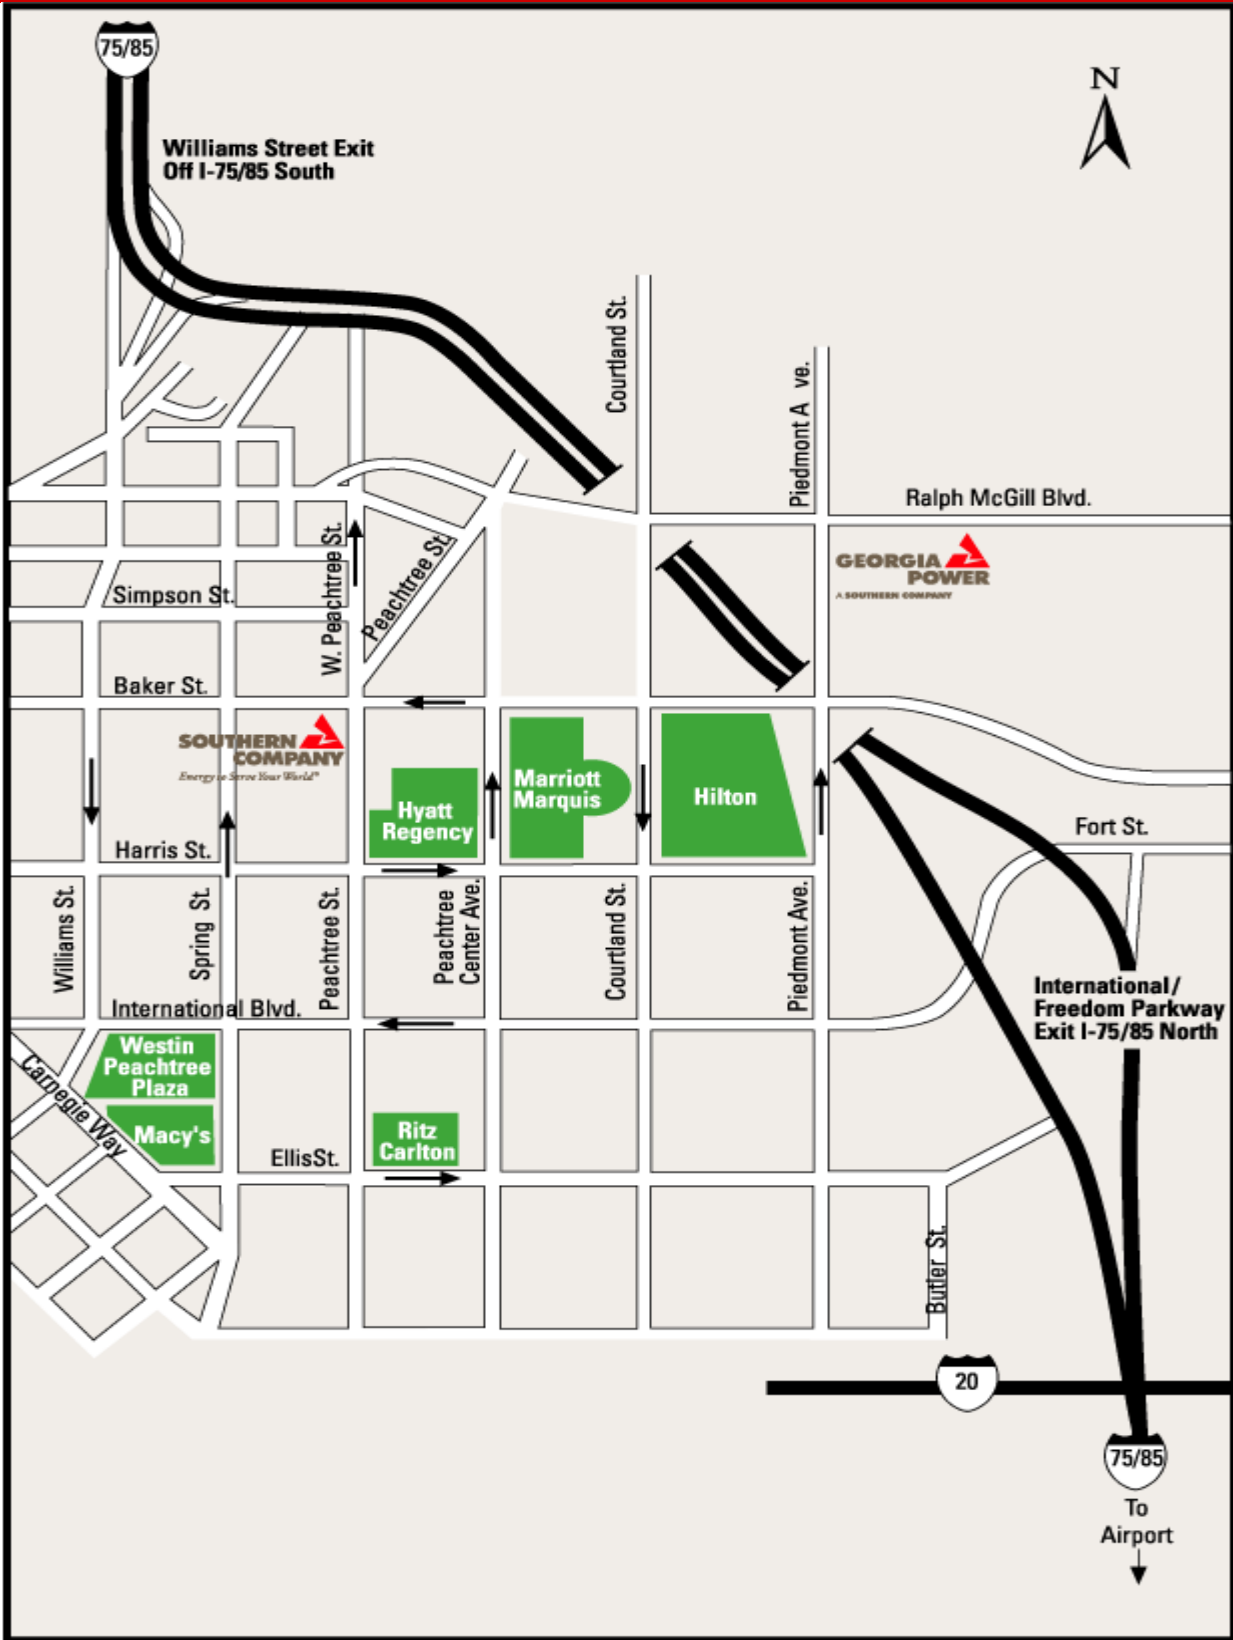 75/85
N
Williams Street Exit
Off I-75/85 South
Courtland St.
Piedmont A ve.
Ralph McGill Blvd.
W. Peachtree St.
Peachtree St.
GEORGIA
POWER
A SOUTHERN COMPANY
Simpson St.
Baker St.
SOUTHERN
COMPANY
Energy to Serve Your World®
Marriott
Marquis
Hilton
Hyatt
Regency
Fort St.
Harris St.
Williams St.
Spring St.
Peachtree St.
Peachtree
Center Ave.
Courtland St.
Piedmont Ave.
International/
Freedom Parkway
Exit I-75/85 North
International Blvd.
Westin
Peachtree
Plaza
Carnegie Way
Macy's
Ritz
Carlton
EllisSt.
Butler St.
20
75/85
To
Airport